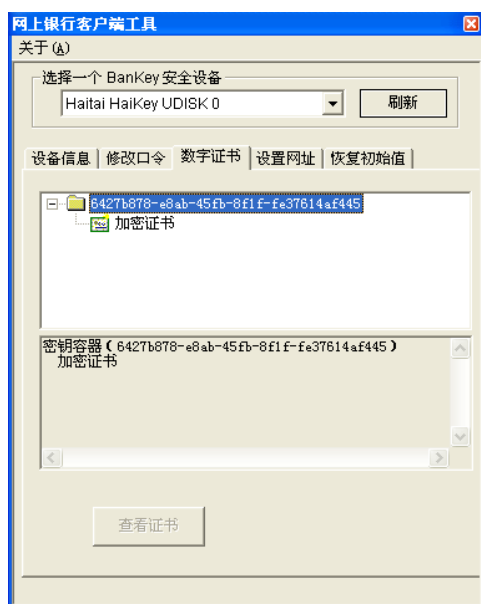 网上银行客户端工具
关于(A)
选择一个 BanKey 安全设备
Haitai HaiKey UDISK 0
刷新
设备信息 修改口令 数字证书 设置网址 恢复初始值
6427b878-e8ab-45fb-8f1f-fe37614af445
加密证书
密钥容器(6427b878-e8ab-45fb-8f1f-fe37614af445)
加密证书
查看证书